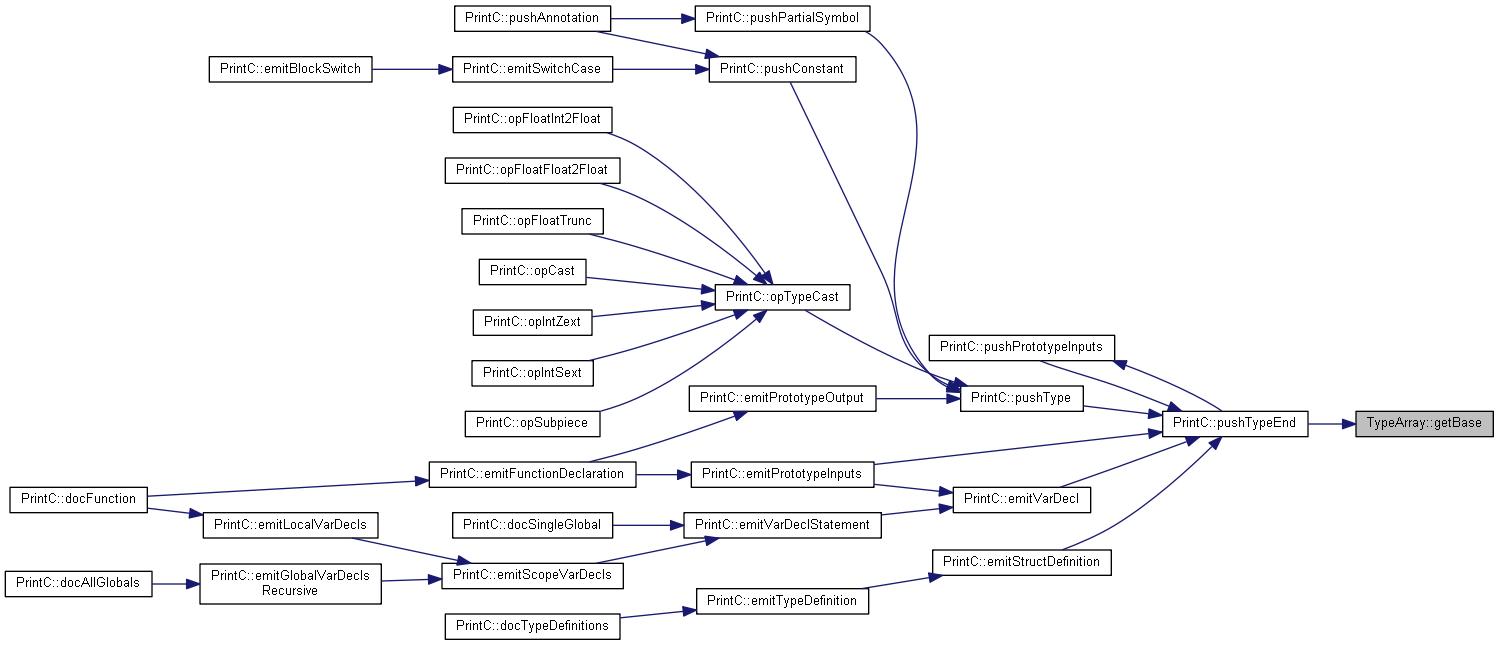 PrintC::pushAnnotation
PrintC::pushPartialSymbol
PrintC::emitBlockSwitch
PrintC::emitSwitchCase
PrintC::pushConstant
PrintC::opFloatInt2Float
PrintC::opFloatFloat2Float
PrintC::opFloatTrunc
PrintC::opCast
PrintC::opTypeCast
PrintC::opIntZext
PrintC::pushPrototypeInputs
PrintC::opIntSext
PrintC::emitPrototypeOutput
PrintC::pushType
PrintC::opSubpiece
PrintC::pushTypeEnd
TypeArray::getBase
PrintC::emitFunctionDeclaration
PrintC::emitPrototypeInputs
PrintC::docFunction
PrintC::emitVarDecl
PrintC::emitLocalVarDecls
PrintC::docSingleGlobal
PrintC::emitVarDeclStatement
PrintC::emitStructDefinition
PrintC::docAllGlobals
PrintC::emitGlobalVarDecls
Recursive
PrintC::emitScopeVarDecls
PrintC::emitTypeDefinition
PrintC::docTypeDefinitions